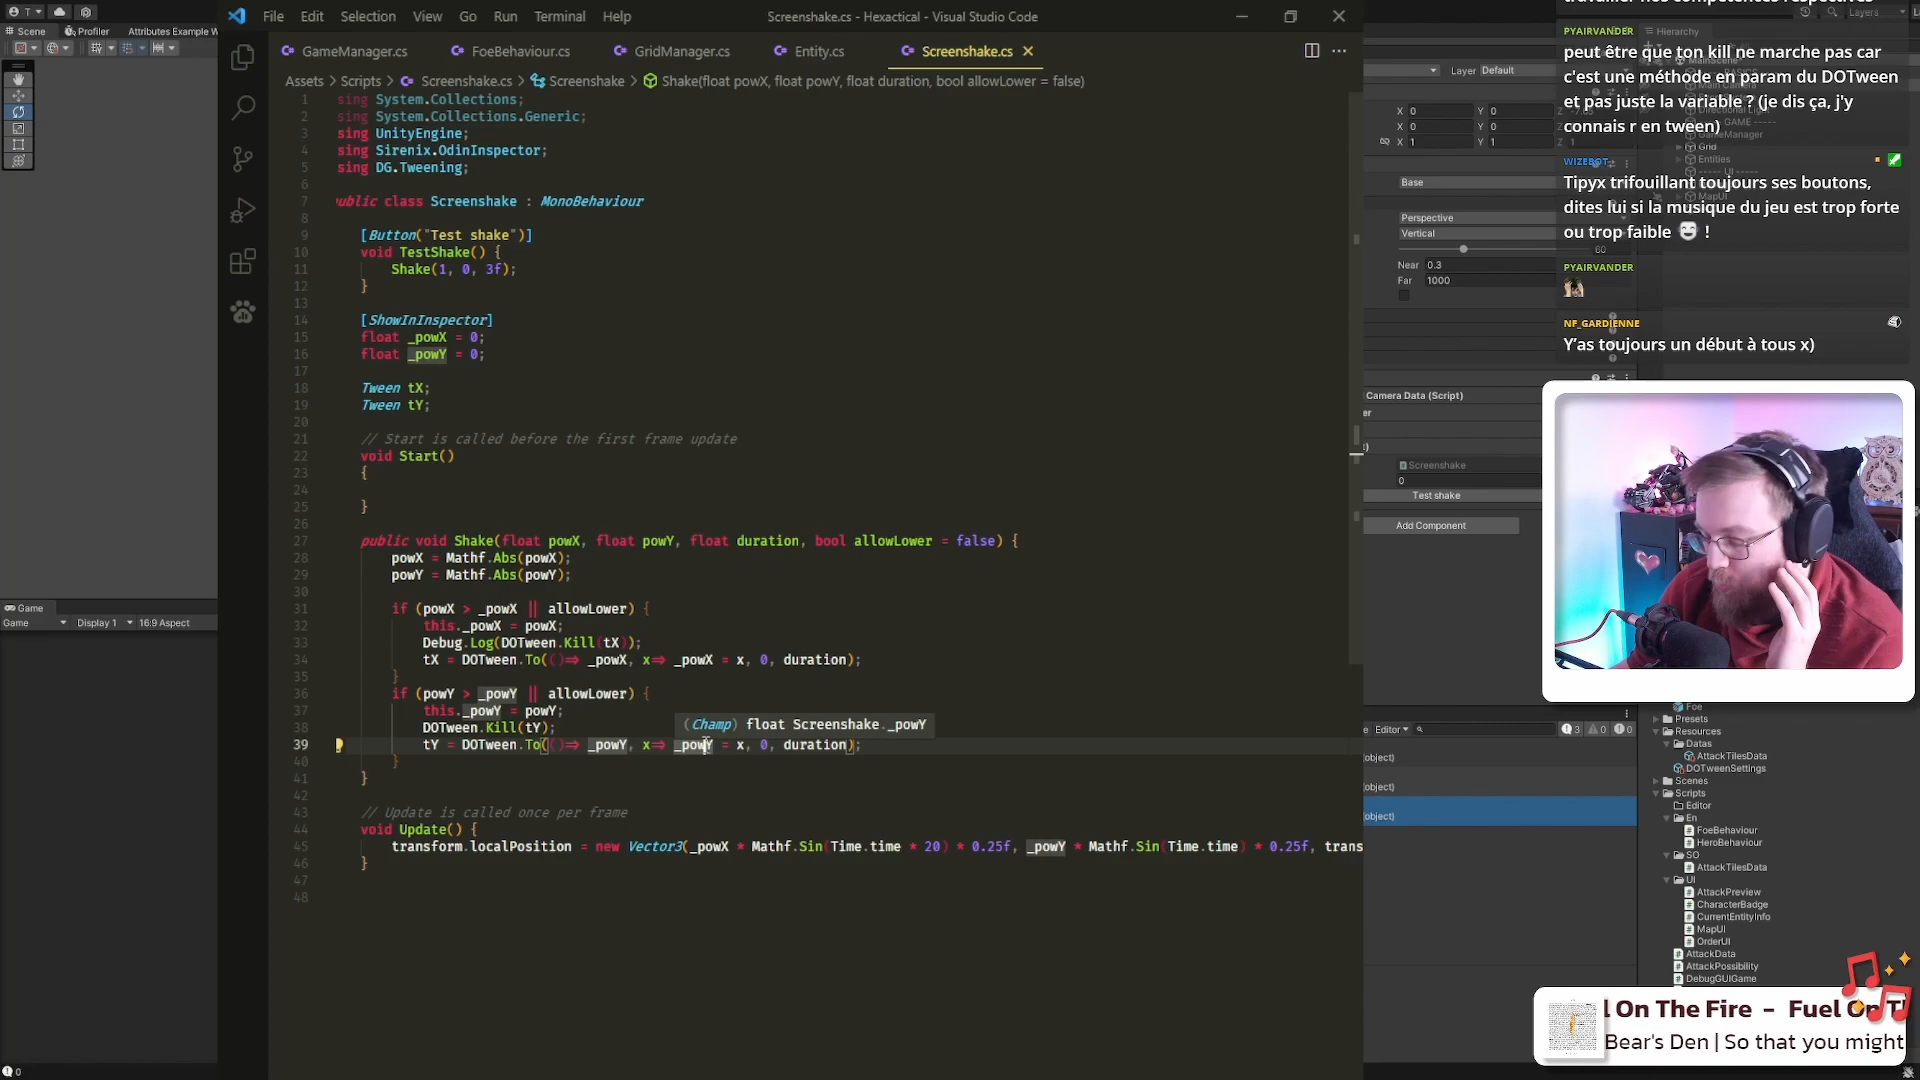 File Edit Selection View Go Run Terminal Help
Screenshake.cs - Hexactical - Visual Studio Code
Scene Profiler Attributes Example W
GameManager.cs FoeBehaviour.cs GridManager.cs Entity.cs Screenshake.cs
Assets > Scripts > Screenshake.cs > Screenshake > Shake(float powX, float powY, float duration, bool allowLower = false)
1 sing System.Collections;
2 sing System.Collections.Generic;
3 sing UnityEngine;
4 sing Sirenix.OdinInspector;
5 sing DG.Tweening;
6
7 ublic class Screenshake : MonoBehaviour
8
9 [Button("Test shake")]
10 void TestShake() {
11 Shake(1, 0, 3f);
12 }
13
14 [ShowInInspector]
15 float _powX = 0;
16 float _powY = 0;
17
18 Tween tX;
19 Tween tY;
20
21 // Start is called before the first frame update
22 void Start()
23 {
24
25 }
26
27 public void Shake(float powX, float powY, float duration, bool allowLower = false) {
28 powX = Mathf.Abs(powX);
29 powY = Mathf.Abs(powY);
30
31 if (powX > _powX || allowLower) {
32 this._powX = powX;
33 Debug.Log(DOTween.Kill(tX));
34 tX = DOTween.To(()=> _powX, x=> _powX = x, 0, duration);
35 }
36 if (powY > _powY || allowLower) {
37 this._powY = powY;
(Champ) float Screenshake._powY
38 DOTween.Kill(tY);
39 tY = DOTween.To(()=> _powY, x=> _powY = x, 0, duration);
40 }
41 }
42
43 // Update is called once per frame
44 void Update() {
45 transform.localPosition = new Vector3(_powX * Mathf.Sin(Time.time * 20) * 0.25f, _powY * Mathf.Sin(Time.time) * 0.25f, trans
46 }
47
48
Game
Game Display 1 16:9 Aspect
0
Layer Default
X 0 Y 0
X 0 Y 0
X 1 Y 1
Base
Perspective
Vertical
60
Near 0.3
Far 1000
Camera Data (Script)
Screenshake
0
Test shake
Add Component
Editor
3 0 0
(object)
(object)
(object)
Layers
Hierarchy
travailler nos compétences respectives
PYAIRVANDER
peut être que ton kill ne marche pas car
c'est une méthode en param du DOTween
et pas juste la variable ? (je dis ça, j'y
connais r en tween)
GameManager
Grid
Entities
WIZEBOT
Tipyx trifouillant toujours ses boutons,
dites lui si la musique du jeu est trop forte
ou trop faible !
PYAIRVANDER
NF_GARDIENNE
Y'as toujours un début à tous x)
Foe
Presets
Resources
Datas
AttackTilesData
DOTweenSettings
Scenes
Scripts
Editor
En
FoeBehaviour
HeroBehaviour
SO
AttackTilesData
UI
AttackPreview
CharacterBadge
CurrentEntityInfo
MapUI
OrderUI
AttackData
AttackPossibility
DebugGUIGame
l On The Fire - Fuel On T
Bear's Den | So that you might